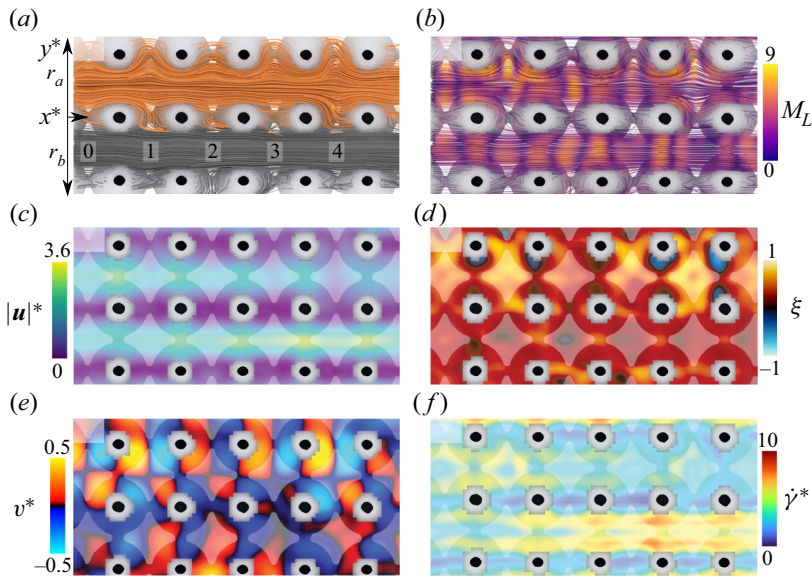 (a)
y*
r_a
x*
r_b
0 1 2 3 4
(b)
9
M_L
0
(c)
3.6
|u|*
0
(d)
1
ξ
–1
(e)
0.5
v*
–0.5
(f)
10
γ̇*
0